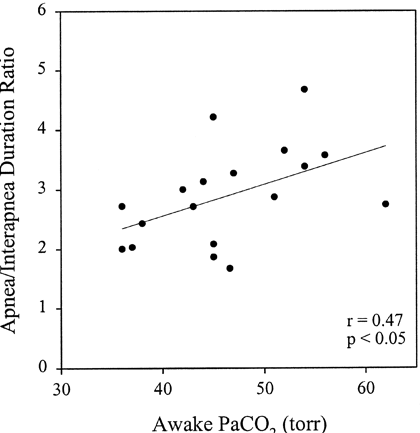 Apnea/Interapnea Duration Ratio
6
5
4
3
2
1
0
30
40
50
60
r = 0.47
p < 0.05
Awake PaCO2 (torr)